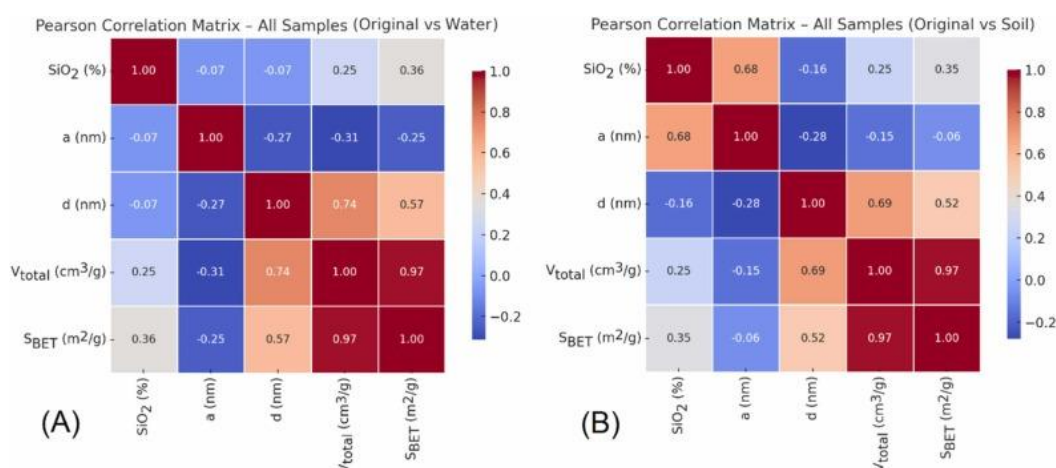 Pearson Correlation Matrix – All Samples (Original vs Water)
SiO2 (%) 1.00 -0.07 -0.07 0.25 0.36
a (nm) -0.07 1.00 -0.27 -0.31 -0.25
d (nm) -0.07 -0.27 1.00 0.74 0.57
Vtotal (cm3/g) 0.25 -0.31 0.74 1.00 0.97
SBET (m2/g) 0.36 -0.25 0.57 0.97 1.00
SiO2 (%)
a (nm)
d (nm)
total (cm3/g)
SBET (m2/g)
1.0
0.8
0.6
0.4
0.2
0.0
−0.2
(A)
Pearson Correlation Matrix – All Samples (Original vs Soil)
SiO2 (%) 1.00 0.68 -0.16 0.25 0.35
a (nm) 0.68 1.00 -0.28 -0.15 -0.06
d (nm) -0.16 -0.28 1.00 0.69 0.52
Vtotal (cm3/g) 0.25 -0.15 0.69 1.00 0.97
SBET (m2/g) 0.35 -0.06 0.52 0.97 1.00
SiO2 (%)
a (nm)
d (nm)
total (cm3/g)
SBET (m2/g)
1.0
0.8
0.6
0.4
0.2
0.0
−0.2
(B)